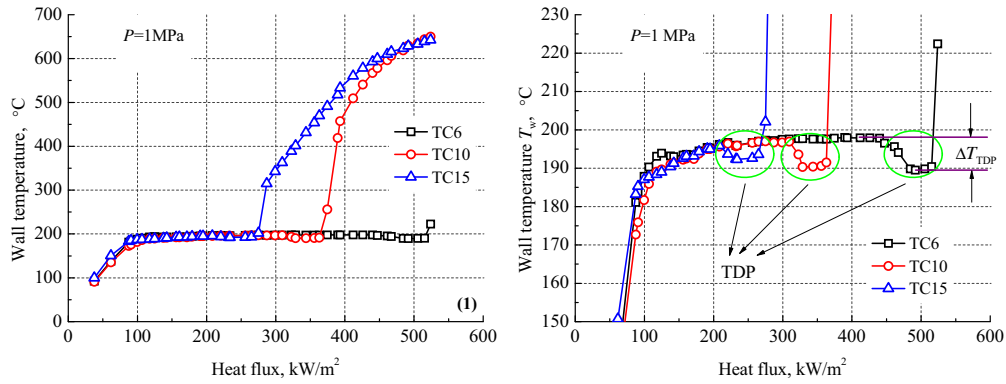 P=1MPa
700
600
500
400
300
200
100
0
Wall temperature, °C
TC6
TC10
TC15
(1)
0 100 200 300 400 500 600
Heat flux, kW/m²
P=1 MPa
230
220
210
200
190
180
170
160
150
Wall temperature T_w, °C
ΔT_TDP
TDP
TC6
TC10
TC15
0 100 200 300 400 500 600
Heat flux, kW/m²